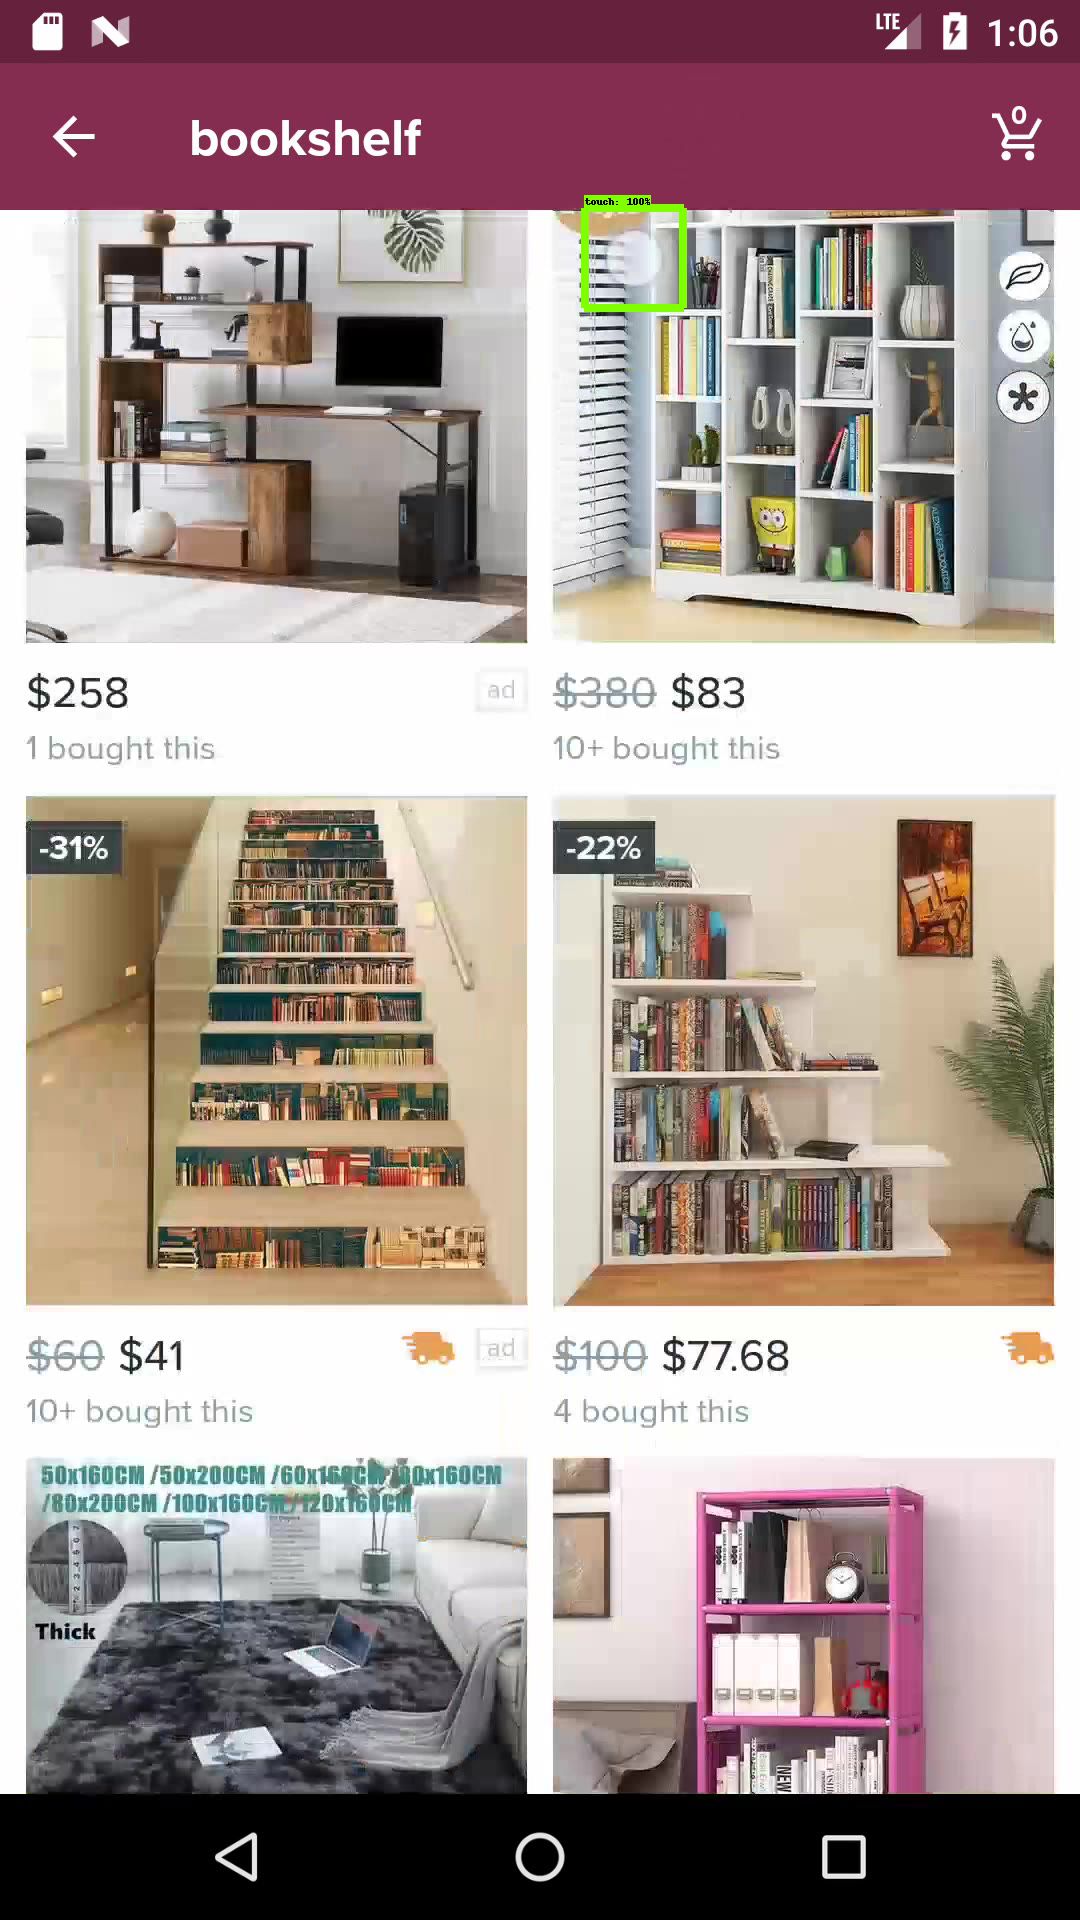 LTE 1:06
bookshelf
0
touch: 100%
$258
ad
$380 $83
1 bought this
10+ bought this
-31%
-22%
$60 $41
ad
$100 $77.68
10+ bought this
4 bought this
50x160CM /50x200CM /60x160CM /80x160CM
/80x200CM /100x160CM /120x160CM
Thick